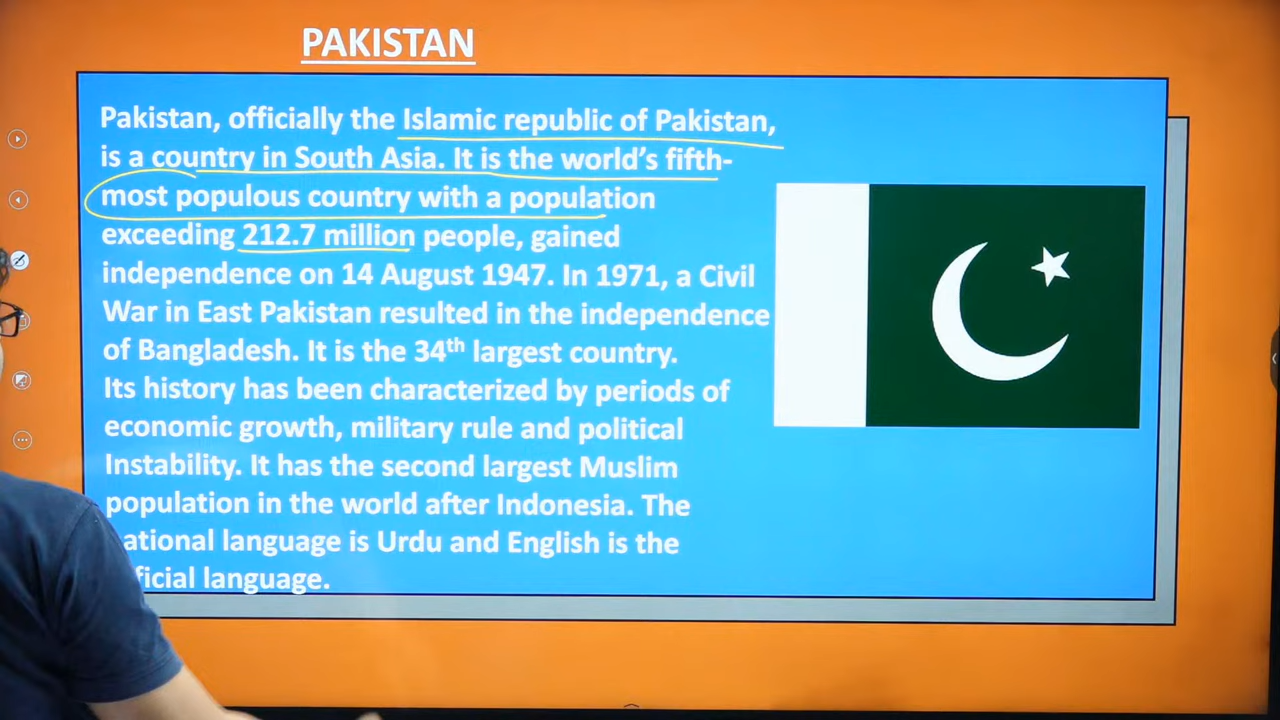 PAKISTAN
Pakistan, officially the Islamic republic of Pakistan,
is a country in South Asia. It is the world's fifth-
most populous country with a population
exceeding 212.7 million people, gained
independence on 14 August 1947. In 1971, a Civil
War in East Pakistan resulted in the independence
of Bangladesh. It is the 34th largest country.
Its history has been characterized by periods of
economic growth, military rule and political
Instability. It has the second largest Muslim
population in the world after Indonesia. The
ational language is Urdu and English is the
ficial language.